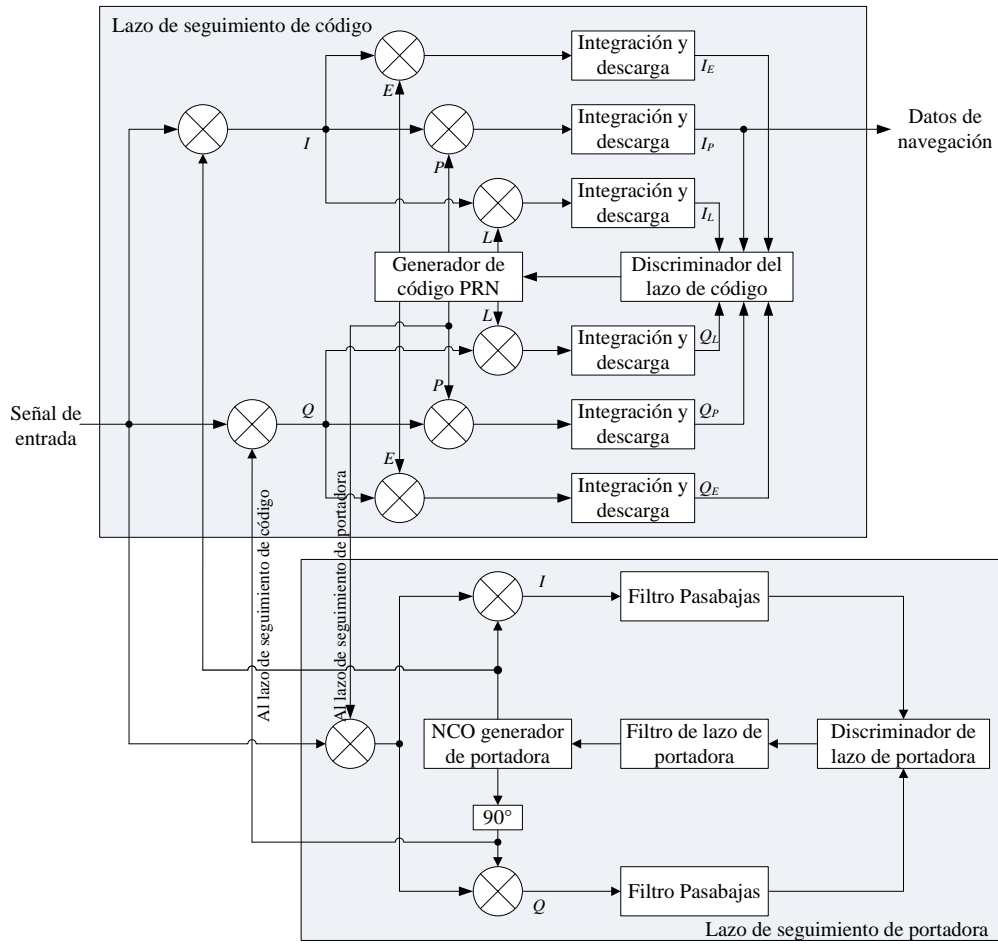 Lazo de seguimiento de código
Integración y
descarga
I_E
E
Integración y
descarga
I_P
Datos de
navegación
I
P
Integración y
descarga
I_L
L
Generador de
código PRN
Discriminador del
lazo de código
L
Integración y
descarga
Q_L
P
Integración y
descarga
Q_P
Señal de
entrada
Q
E
Integración y
descarga
Q_E
Al lazo de seguimiento de código
Al lazo de seguimiento de portadora
I
Filtro Pasabajas
NCO generador
de portadora
Filtro de lazo de
portadora
Discriminador de
lazo de portadora
90°
Q
Filtro Pasabajas
Lazo de seguimiento de portadora